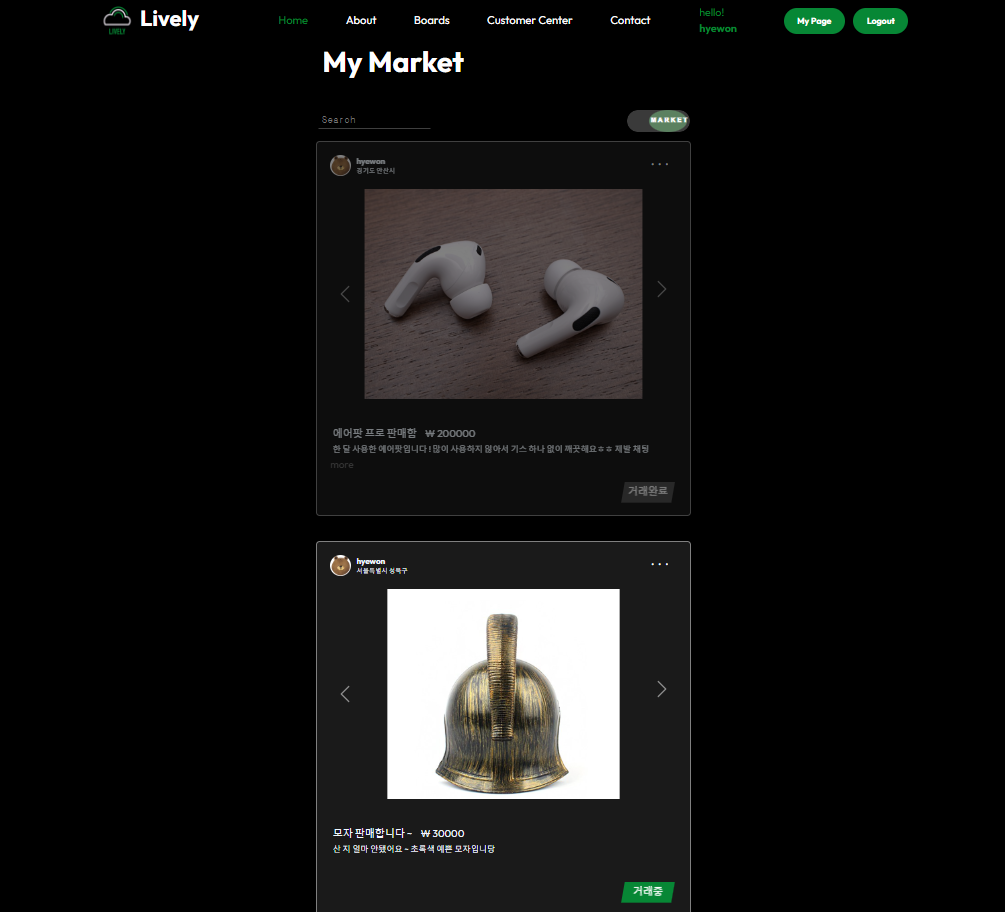 LIVELY
Lively
Home
About
Boards
Customer Center
Contact
hello!
hyewon
My Page
Logout
My Market
Search
MARKET
hyewon
경기도 안산시
에어팟 프로 판매함 ₩ 200000
한 달 사용한 에어팟입니다 ! 많이 사용하지 않아서 기스 하나 없이 깨끗해요ㅎㅎ 제발 채팅
more
거래완료
hyewon
서울특별시 성북구
모자 판매합니다 ~ ₩ 30000
산 지 얼마 안됐어요 ~ 초록색 예쁜 모자입니당
거래중